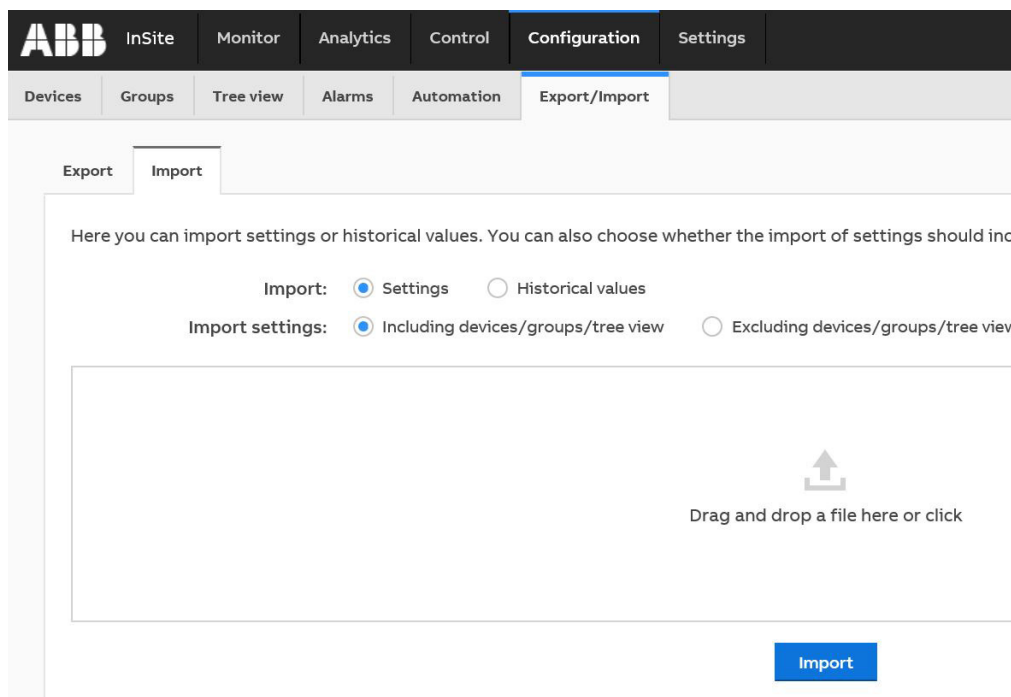 ABB InSite Monitor Analytics Control Configuration Settings
Devices Groups Tree view Alarms Automation Export/Import
Export Import
Here you can import settings or historical values. You can also choose whether the import of settings should
Import: Settings Historical values
Import settings: Including devices/groups/tree view Excluding devices/groups/tree view
Drag and drop a file here or click
Import